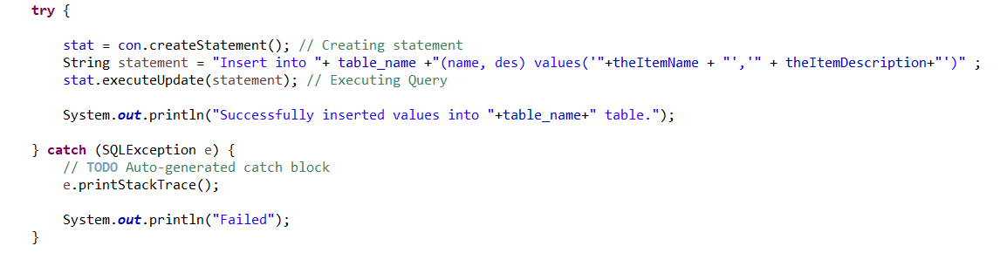 try {
stat = con.createStatement(); // Creating statement
String statement = "Insert into "+ table_name +"(name, des) values('"+theItemName + "','" + theItemDescription+"')" ;
stat.executeUpdate(statement); // Executing Query
System.out.println("Successfully inserted values into "+table_name+" table.");
} catch (SQLException e) {
// TODO Auto-generated catch block
e.printStackTrace();
System.out.println("Failed");
}